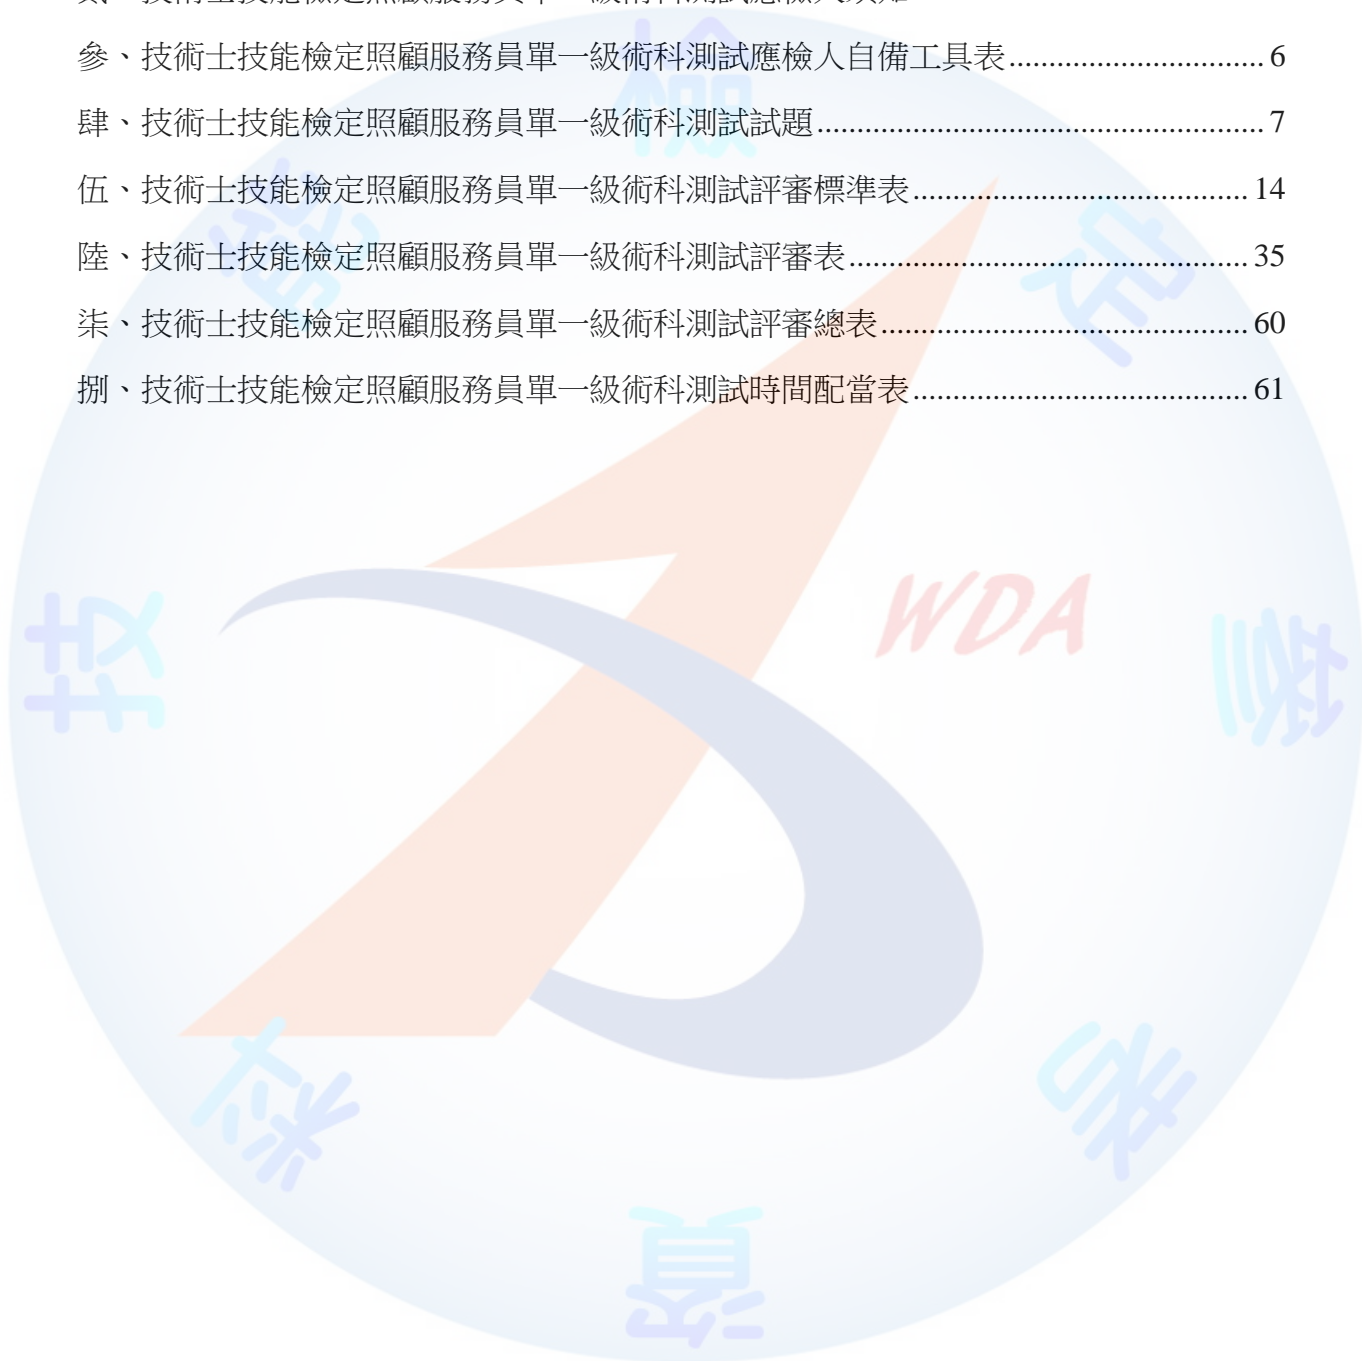 參、技術士技能檢定照顧服務員單一級術科測試應檢人自備工具表................................ 6
肆、技術士技能檢定照顧服務員單一級術科測試試題........................................................ 7
伍、技術士技能檢定照顧服務員單一級術科測試評審標準表.......................................... 14
陸、技術士技能檢定照顧服務員單一級術科測試評審表.................................................. 35
柒、技術士技能檢定照顧服務員單一級術科測試評審總表.............................................. 60
捌、技術士技能檢定照顧服務員單一級術科測試時間配當表.......................................... 61
WDA
技
能
檢
定
參
考
資
料